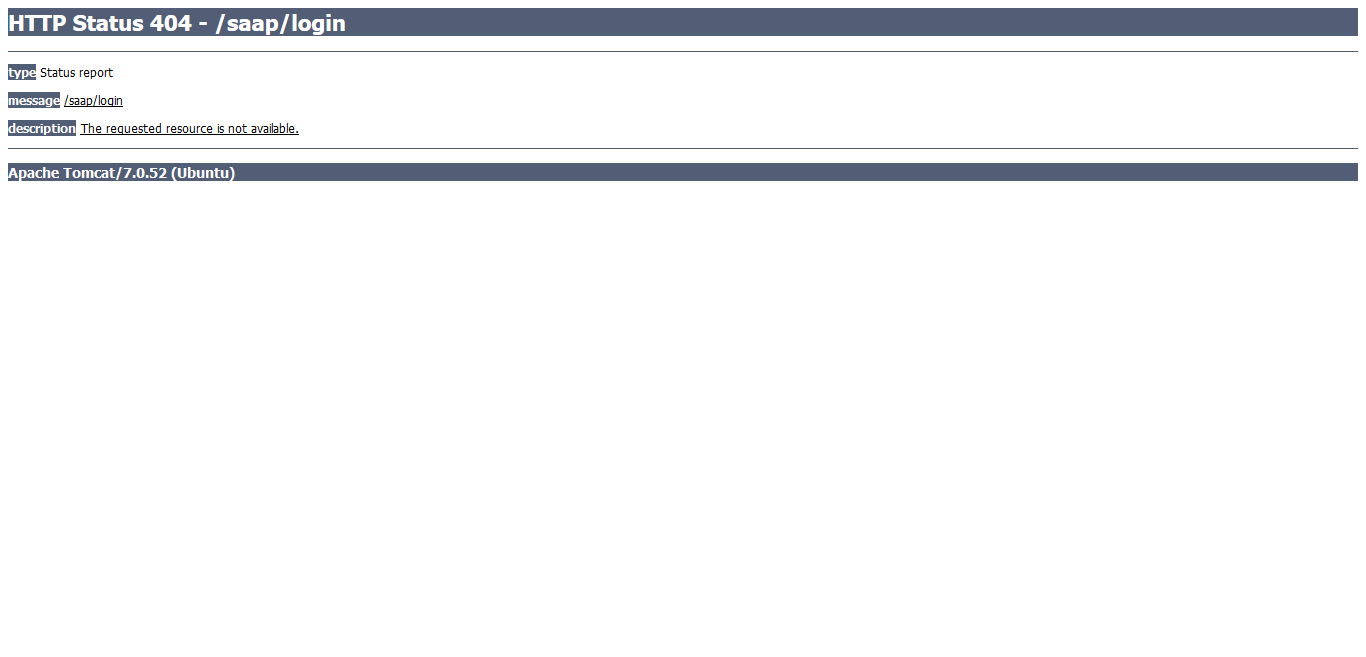 HTTP Status 404 - /saap/login
type Status report
message /saap/login
description The requested resource is not available.
Apache Tomcat/7.0.52 (Ubuntu)